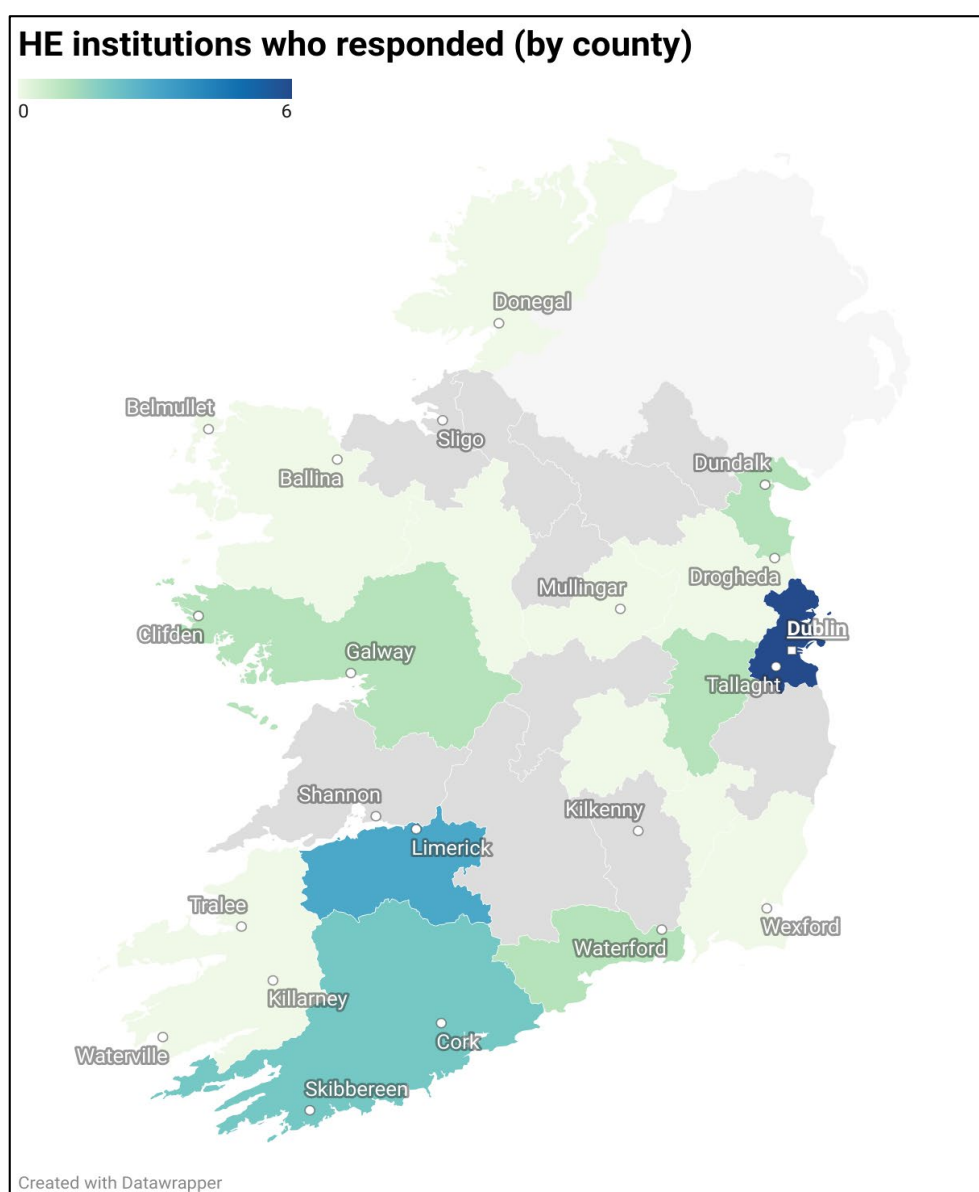 HE institutions who responded (by county)
0 6
Donegal
Belmullet
Sligo
Ballina
Dundalk
Drogheda
Mullingar
Dublin
Clifden
Galway
Tallaght
Shannon
Kilkenny
Limerick
Tralee
Wexford
Waterford
Killarney
Cork
Waterville
Skibbereen
Created with Datawrapper